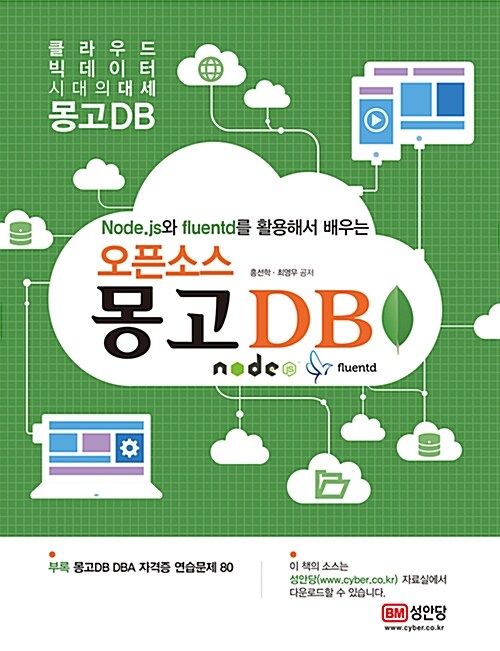 클라우드
빅데이터
시대의대세
몽고DB
Node.js와 fluentd를 활용해서 배우는
오픈소스
홍선학 · 최영우 공저
몽고DB
node JS fluentd
부록 몽고DB DBA 자격증 연습문제 80
이 책의 소스는
성안당(www.cyber.co.kr) 자료실에서
다운로드할 수 있습니다.
BM 성안당
www.cyber.co.kr